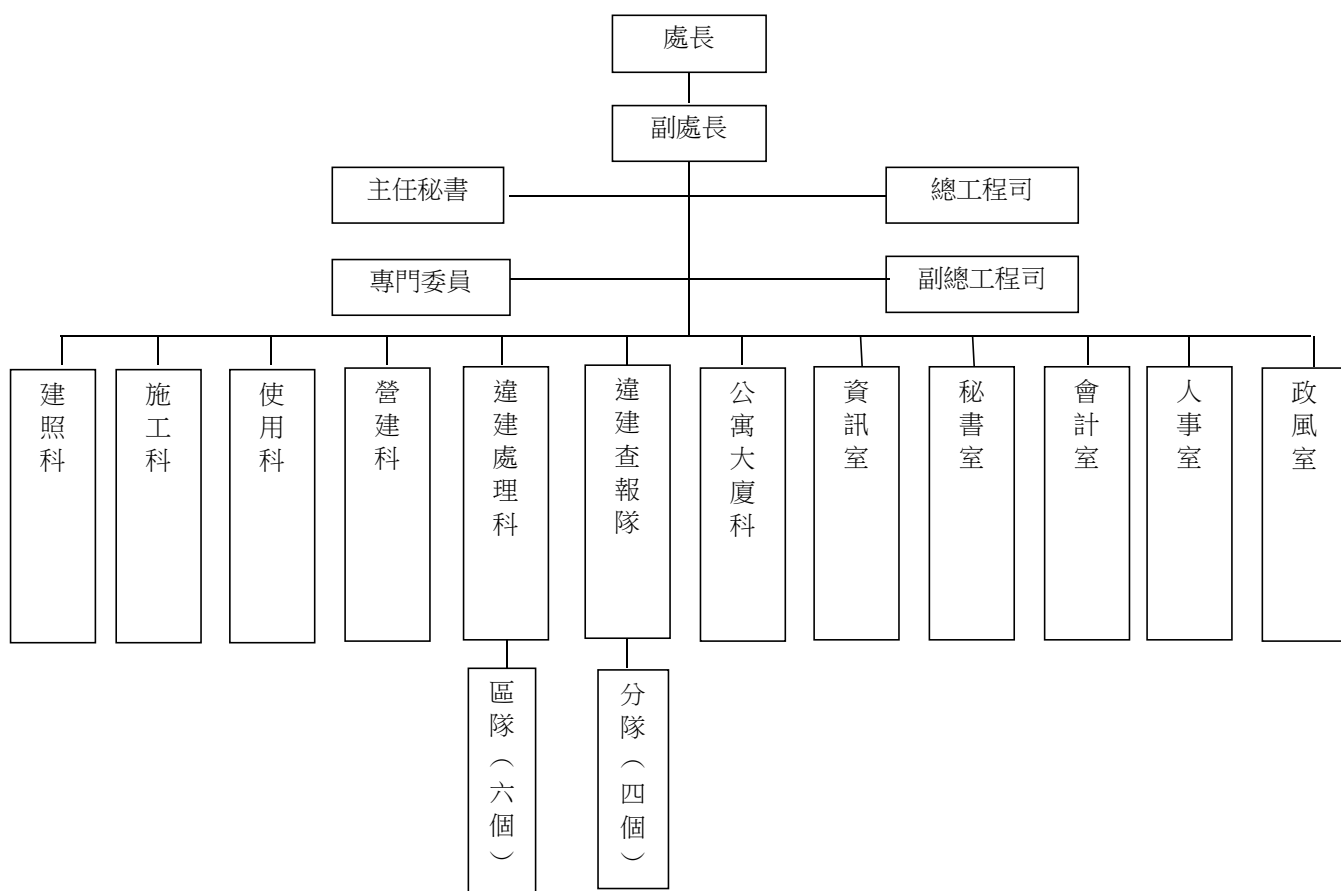 處長
副處長
主任秘書
總工程司
專門委員
副總工程司
建照科
施工科
使用科
營建科
違建處理科
違建查報隊
公寓大廈科
資訊室
秘書室
會計室
人事室
政風室
區隊（六個）
分隊（四個）